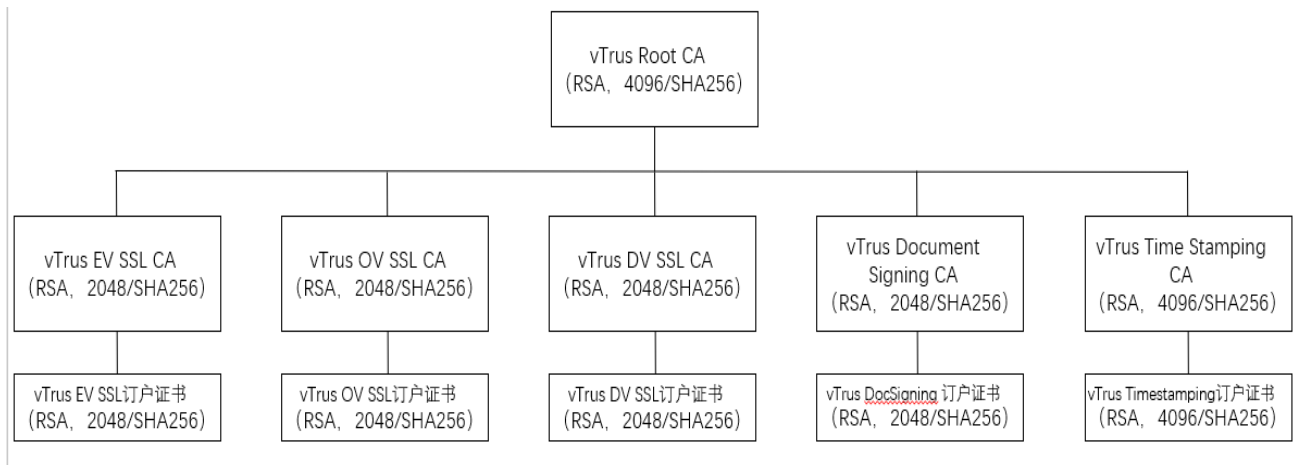 vTrus Root CA
（RSA，4096/SHA256）
vTrus EV SSL CA
（RSA，2048/SHA256）
vTrus OV SSL CA
（RSA，2048/SHA256）
vTrus DV SSL CA
（RSA，2048/SHA256）
vTrus Document
Signing CA
（RSA，2048/SHA256）
vTrus Time Stamping
CA
（RSA，4096/SHA256）
vTrus EV SSL订户证书
（RSA，2048/SHA256）
vTrus OV SSL订户证书
（RSA，2048/SHA256）
vTrus DV SSL订户证书
（RSA，2048/SHA256）
vTrus DocSigning 订户证书
（RSA，2048/SHA256）
vTrus Timestamping订户证书
（RSA，4096/SHA256）